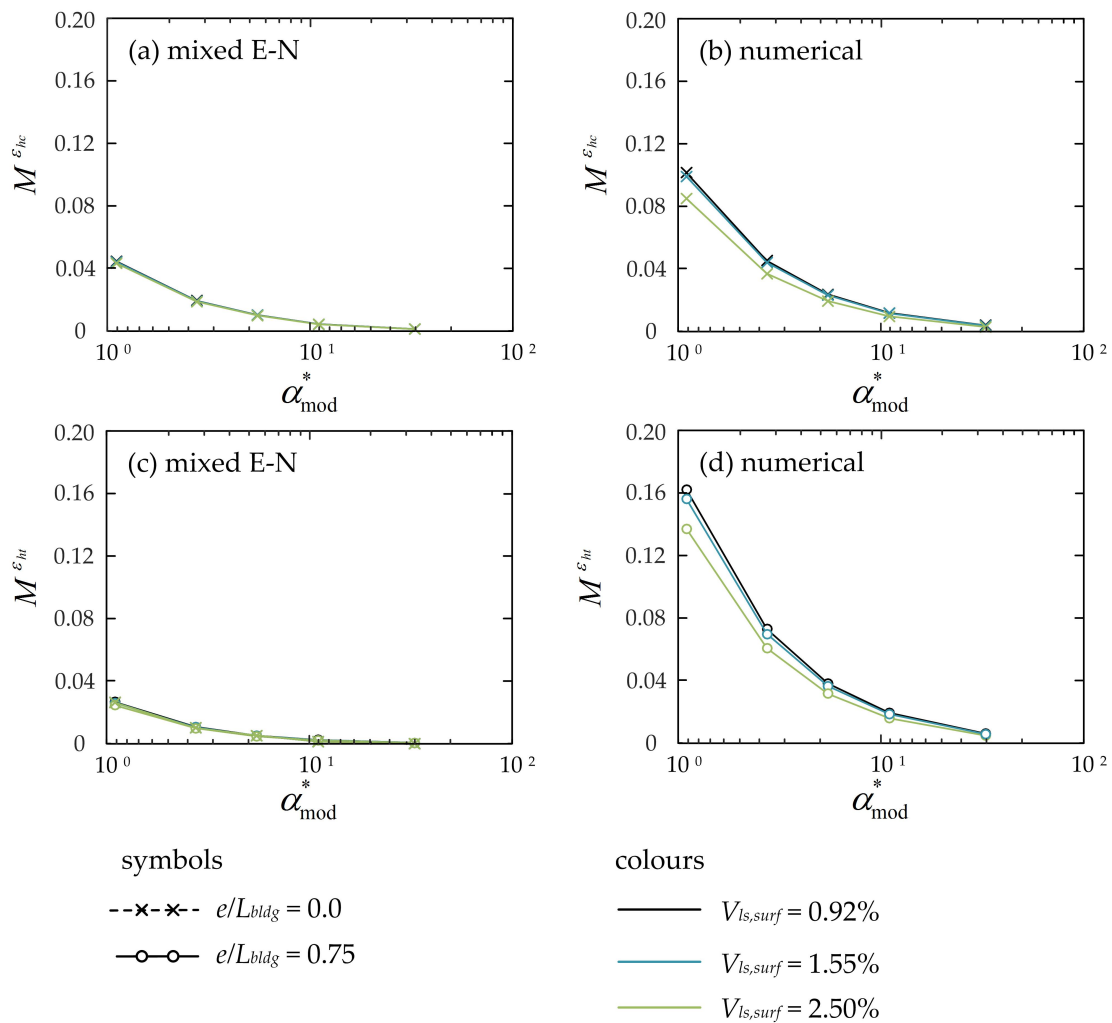 (a) mixed E-N
0.20
0.16
0.12
0.08
0.04
0
M ε hc
10 0 10 1 10 2
α* mod
(b) numerical
0.20
0.16
0.12
0.08
0.04
0
M ε hc
10 0 10 1 10 2
α* mod
(c) mixed E-N
0.20
0.16
0.12
0.08
0.04
0
M ε ht
10 0 10 1 10 2
α* mod
(d) numerical
0.20
0.16
0.12
0.08
0.04
0
M ε ht
10 0 10 1 10 2
α* mod
symbols
e/Lbldg = 0.0
e/Lbldg = 0.75
colours
Vls,surf = 0.92%
Vls,surf = 1.55%
Vls,surf = 2.50%